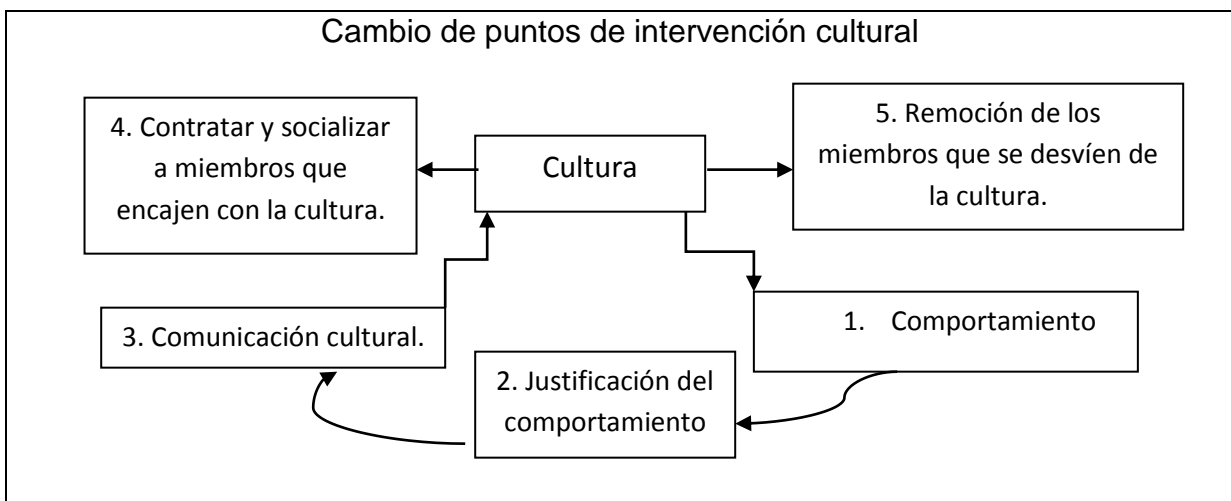 Cambio de puntos de intervención cultural
4. Contratar y socializar
a miembros que
encajen con la cultura.
Cultura
5. Remoción de los
miembros que se desvíen de
la cultura.
3. Comunicación cultural.
1. Comportamiento
2. Justificación del
comportamiento